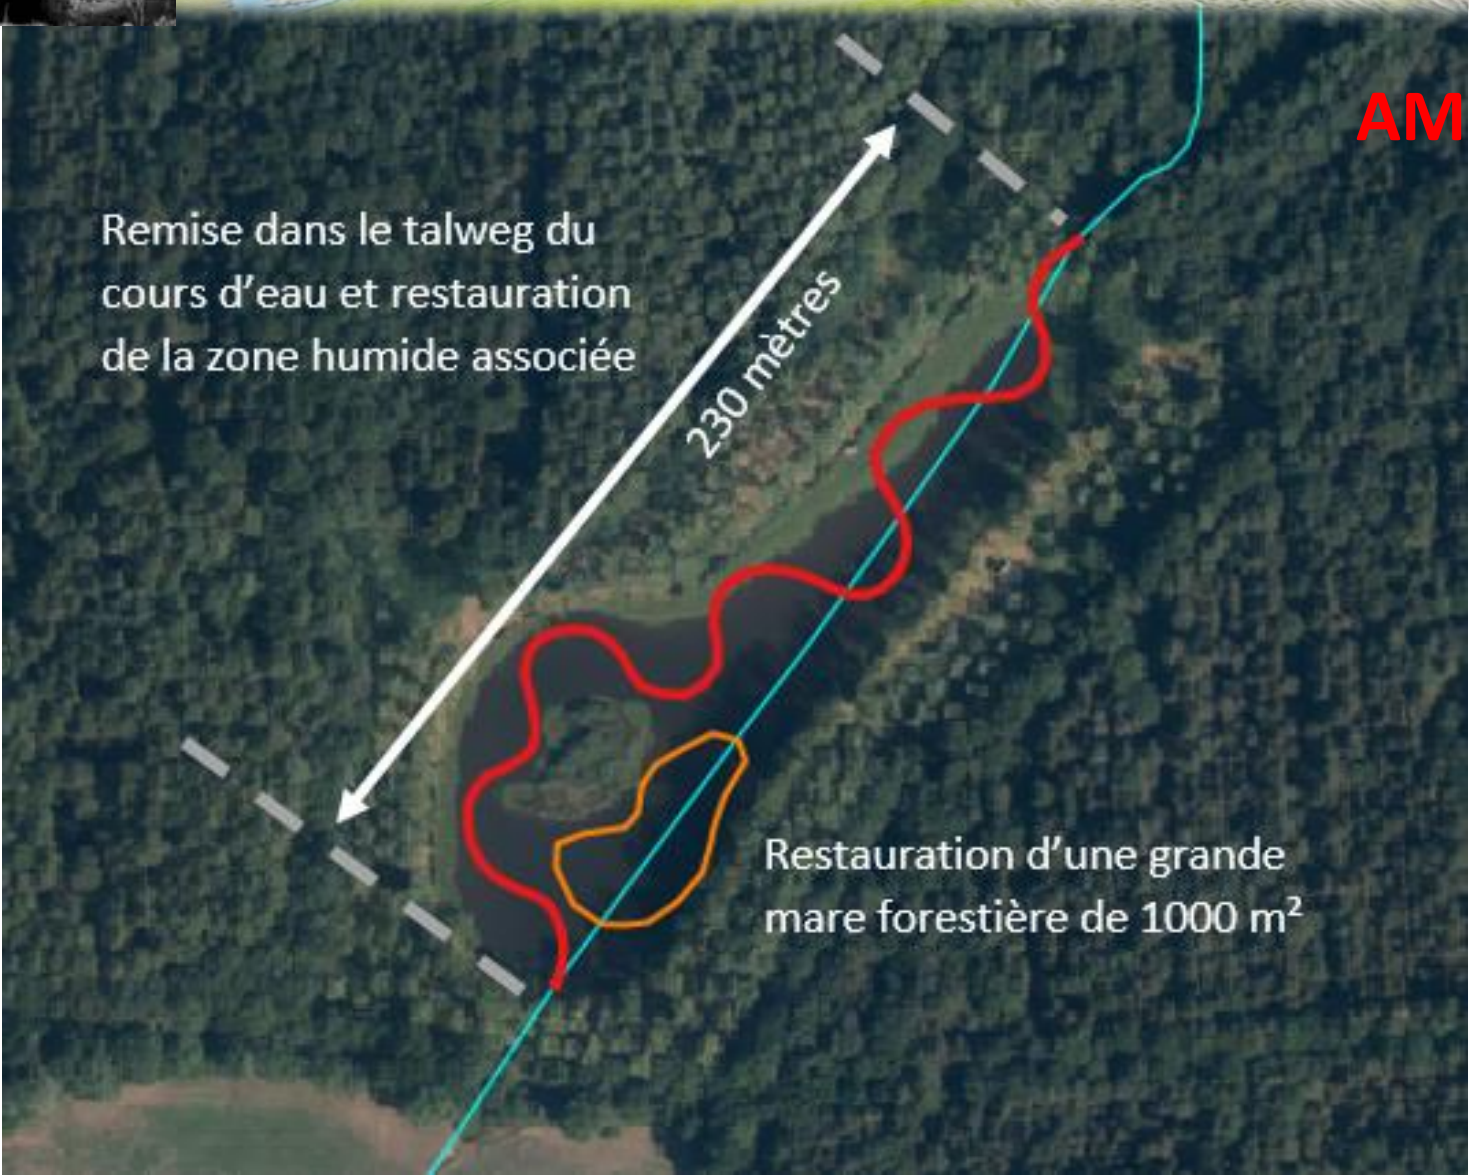 AM
Remise dans le talweg du
cours d’eau et restauration
de la zone humide associée
230 mètres
Restauration d’une grande
mare forestière de 1000 m²